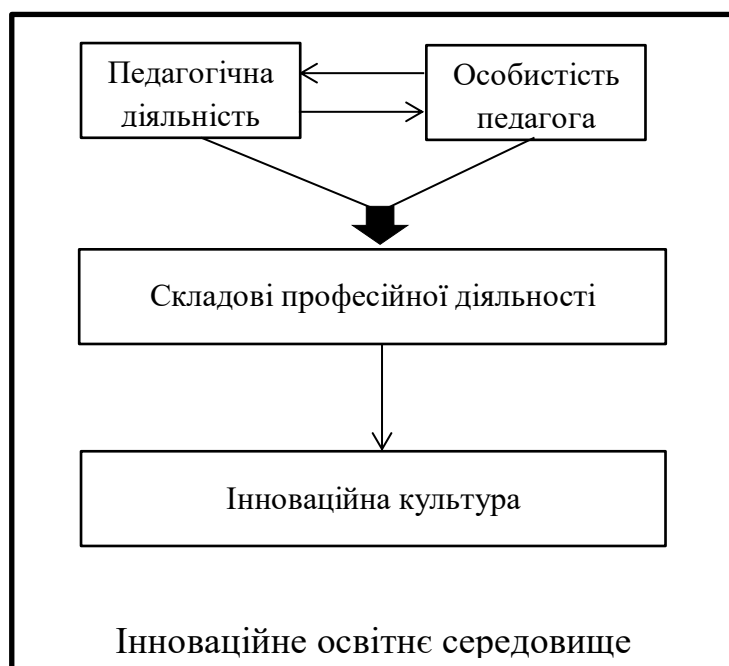 Педагогічна
діяльність
Особистість
педагога
Складові професійної діяльності
Інноваційна культура
Інноваційне освітнє середовище